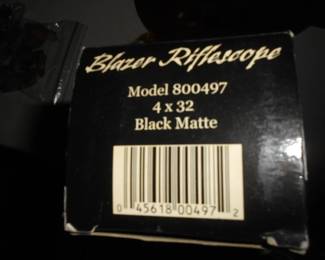 Blazer Riflescope
Model 800497
4 x 32
Black Matte
0 45618 00497 2